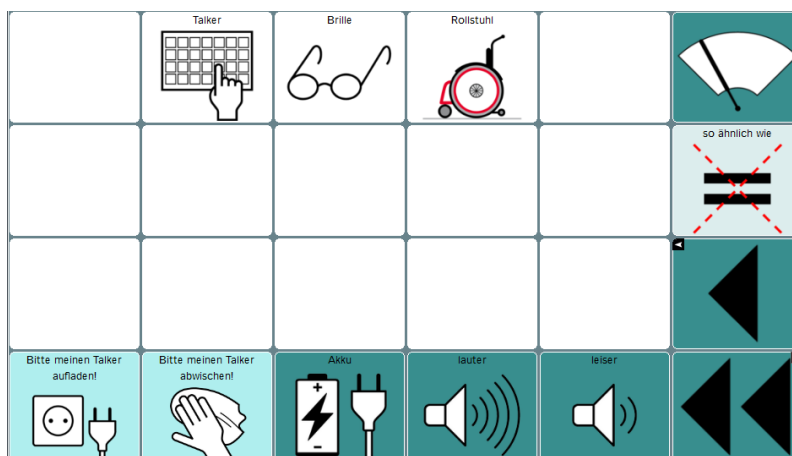 Talker
Brille
Rollstuhl
so ähnlich wie
Bitte meinen Talker
aufladen!
Bitte meinen Talker
abwischen!
Akku
lauter
leiser